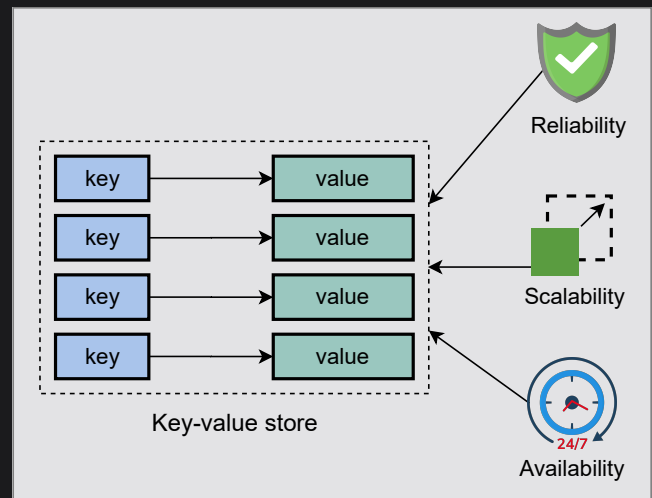 Reliability
key value
key value
key value
key value
Scalability
Key-value store
24/7
Availability